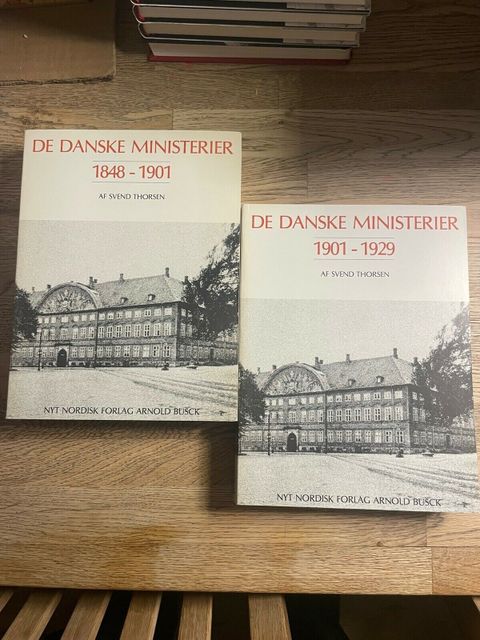 DE DANSKE MINISTERIER
1848 - 1901
AF SVEND THORSEN
NYT NORDISK FORLAG ARNOLD BUSCK
DE DANSKE MINISTERIER
1901 - 1929
AF SVEND THORSEN
NYT NORDISK FORLAG ARNOLD BUSCK